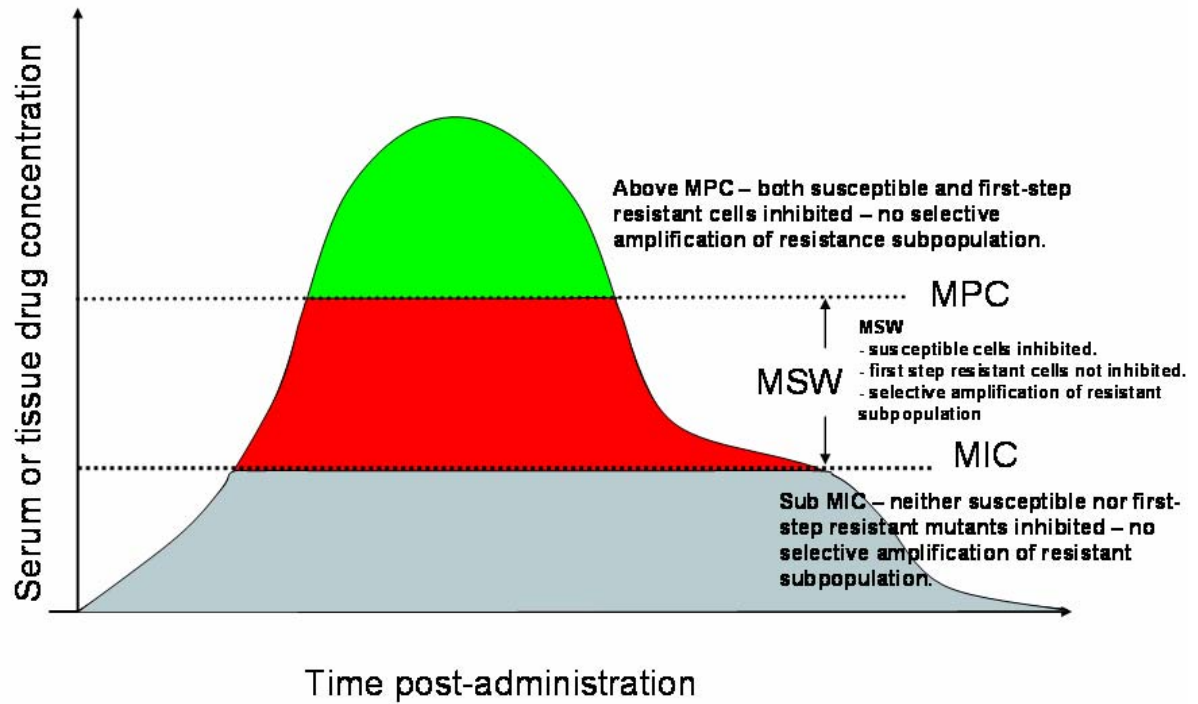 Serum or tissue drug concentration
Above MPC – both susceptible and first-step
resistant cells inhibited – no selective
amplification of resistance subpopulation.
MPC
MSW
MSW
- susceptible cells inhibited.
- first step resistant cells not inhibited.
- selective amplification of resistant
subpopulation
MIC
Sub MIC – neither susceptible nor first-
step resistant mutants inhibited – no
selective amplification of resistant
subpopulation.
Time post-administration